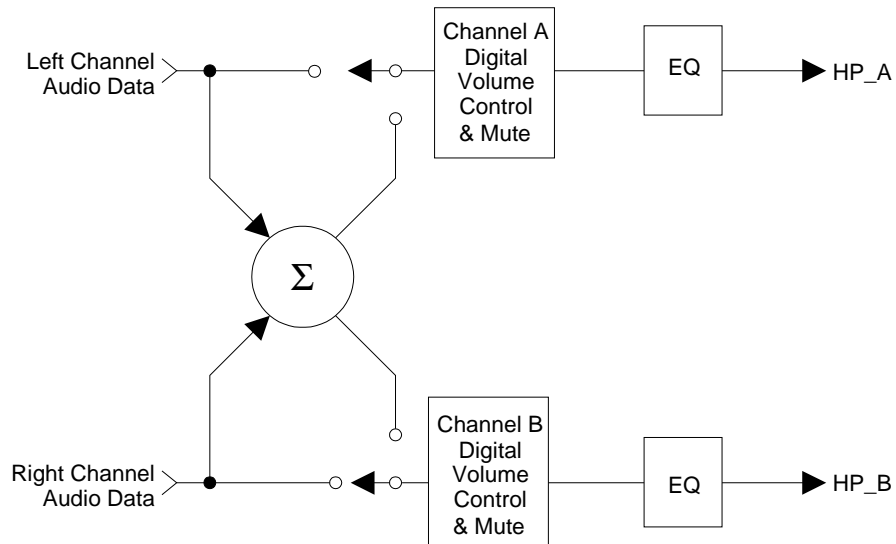 Left Channel
Audio Data
Channel A
Digital
Volume
Control
& Mute
EQ
HP_A
Σ
Right Channel
Audio Data
Channel B
Digital
Volume
Control
& Mute
EQ
HP_B